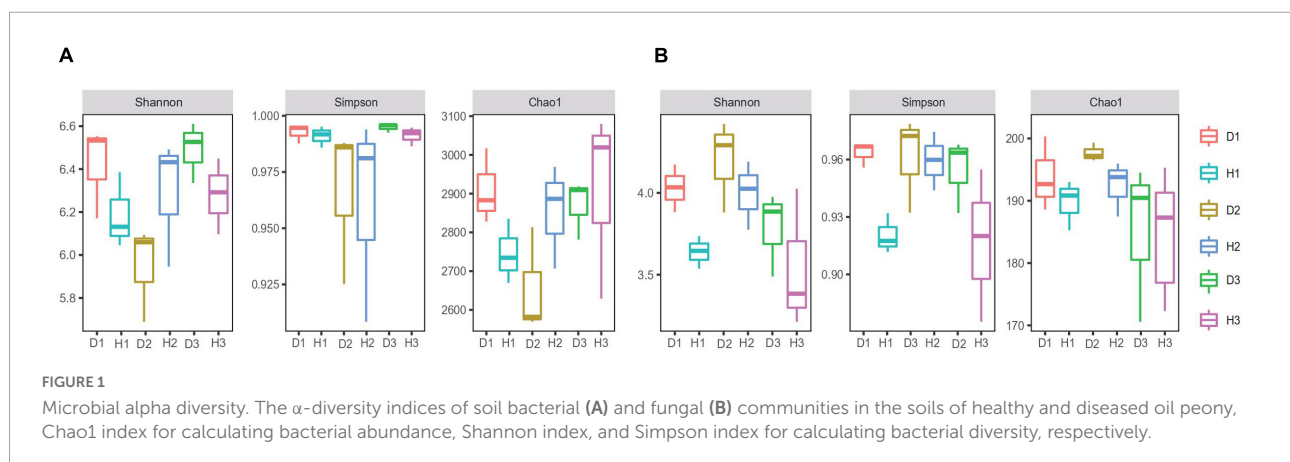 A
B
Shannon
Simpson
Chao1
Shannon
Simpson
Chao1
6.6
6.4
6.2
6.0
5.8
D1 H1 D2 H2 D3 H3
1.000
0.975
0.950
0.925
D1 H1 D2 H2 D3 H3
3100
3000
2900
2800
2700
2600
D1 H1 D2 H2 D3 H3
4.0
3.5
D1 H1 D2 H2 D3 H3
0.96
0.93
0.90
D1 H1 D3 H2 D2 H3
200
190
180
170
D1 H1 D2 H2 D3 H3
D1
H1
D2
H2
D3
H3
FIGURE 1
Microbial alpha diversity. The α-diversity indices of soil bacterial (A) and fungal (B) communities in the soils of healthy and diseased oil peony,
Chao1 index for calculating bacterial abundance, Shannon index, and Simpson index for calculating bacterial diversity, respectively.